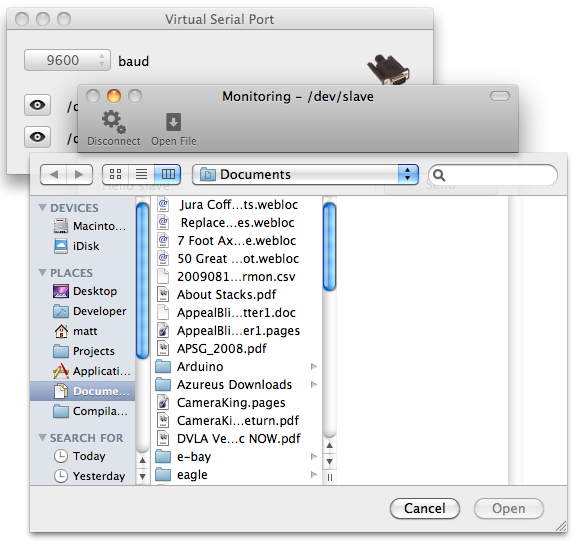 Virtual Serial Port
9600 baud
Monitoring - /dev/slave
Disconnect Open File
Documents
Hello slave Send
DEVICES
Macinto...
iDisk
PLACES
Desktop
Developer
matt
Projects
Applicati...
Docume...
Compila...
SEARCH FOR
Today
Yesterday
Jura Coff...ts.webloc
Replace...es.webloc
7 Foot Ax...e.webloc
50 Great ...ot.webloc
2009081...rmon.csv
About Stacks.pdf
AppealBli...tter1.doc
AppealBli...er1.pages
APSG_2008.pdf
Arduino
Azureus Downloads
CameraKing.pages
CameraKi...eturn.pdf
DVLA Ve...c NOW.pdf
e-bay
eagle
Cancel Open